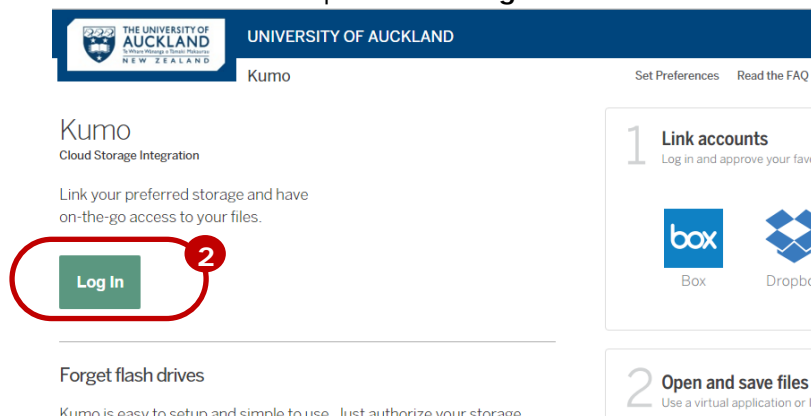 THE UNIVERSITY OF
AUCKLAND
NEW ZEALAND
UNIVERSITY OF AUCKLAND
Kumo
Set Preferences Read the FAQ
Kumo
Cloud Storage Integration
Link your preferred storage and have
on-the-go access to your files.
2
Log In
Forget flash drives
Kumo is easy to setup and simple to use. Just authorize your storage
1 Link accounts
Log in and approve your fav
box
Box Dropb
2 Open and save files
Use a virtual application or